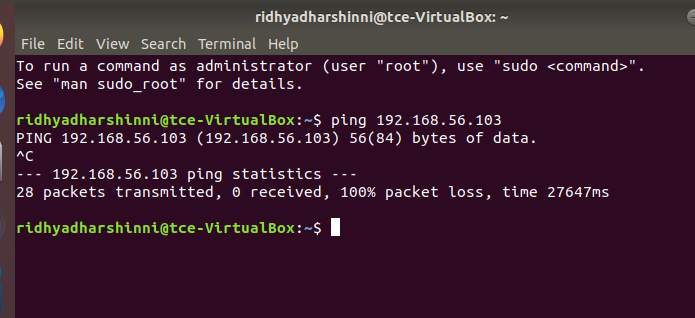 ridhyadharshinni@tce-VirtualBox: ~
File Edit View Search Terminal Help
To run a command as administrator (user "root"), use "sudo <command>".
See "man sudo_root" for details.
ridhyadharshinni@tce-VirtualBox:~$ ping 192.168.56.103
PING 192.168.56.103 (192.168.56.103) 56(84) bytes of data.
^C
--- 192.168.56.103 ping statistics ---
28 packets transmitted, 0 received, 100% packet loss, time 27647ms
ridhyadharshinni@tce-VirtualBox:~$